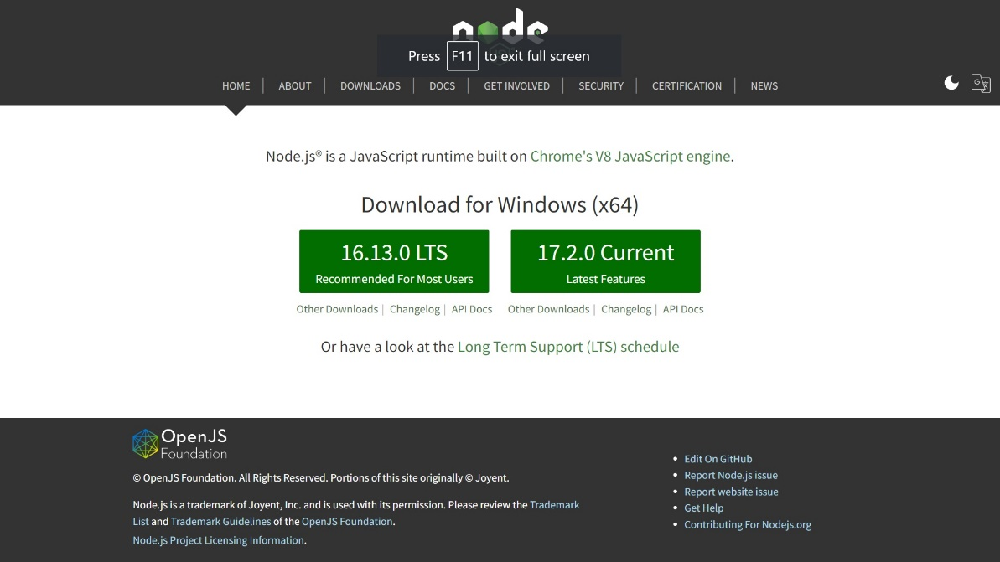 node
Press F11 to exit full screen
HOME | ABOUT | DOWNLOADS | DOCS | GET INVOLVED | SECURITY | CERTIFICATION | NEWS
Node.js® is a JavaScript runtime built on Chrome's V8 JavaScript engine.
Download for Windows (x64)
16.13.0 LTS
Recommended For Most Users
17.2.0 Current
Latest Features
Other Downloads | Changelog | API Docs
Other Downloads | Changelog | API Docs
Or have a look at the Long Term Support (LTS) schedule
OpenJS
Foundation
© OpenJS Foundation. All Rights Reserved. Portions of this site originally © Joyent.
Node.js is a trademark of Joyent, Inc. and is used with its permission. Please review the Trademark
List and Trademark Guidelines of the OpenJS Foundation.
Node.js Project Licensing Information.
• Edit On GitHub
• Report Node.js issue
• Report website issue
• Get Help
• Contributing For Nodejs.org